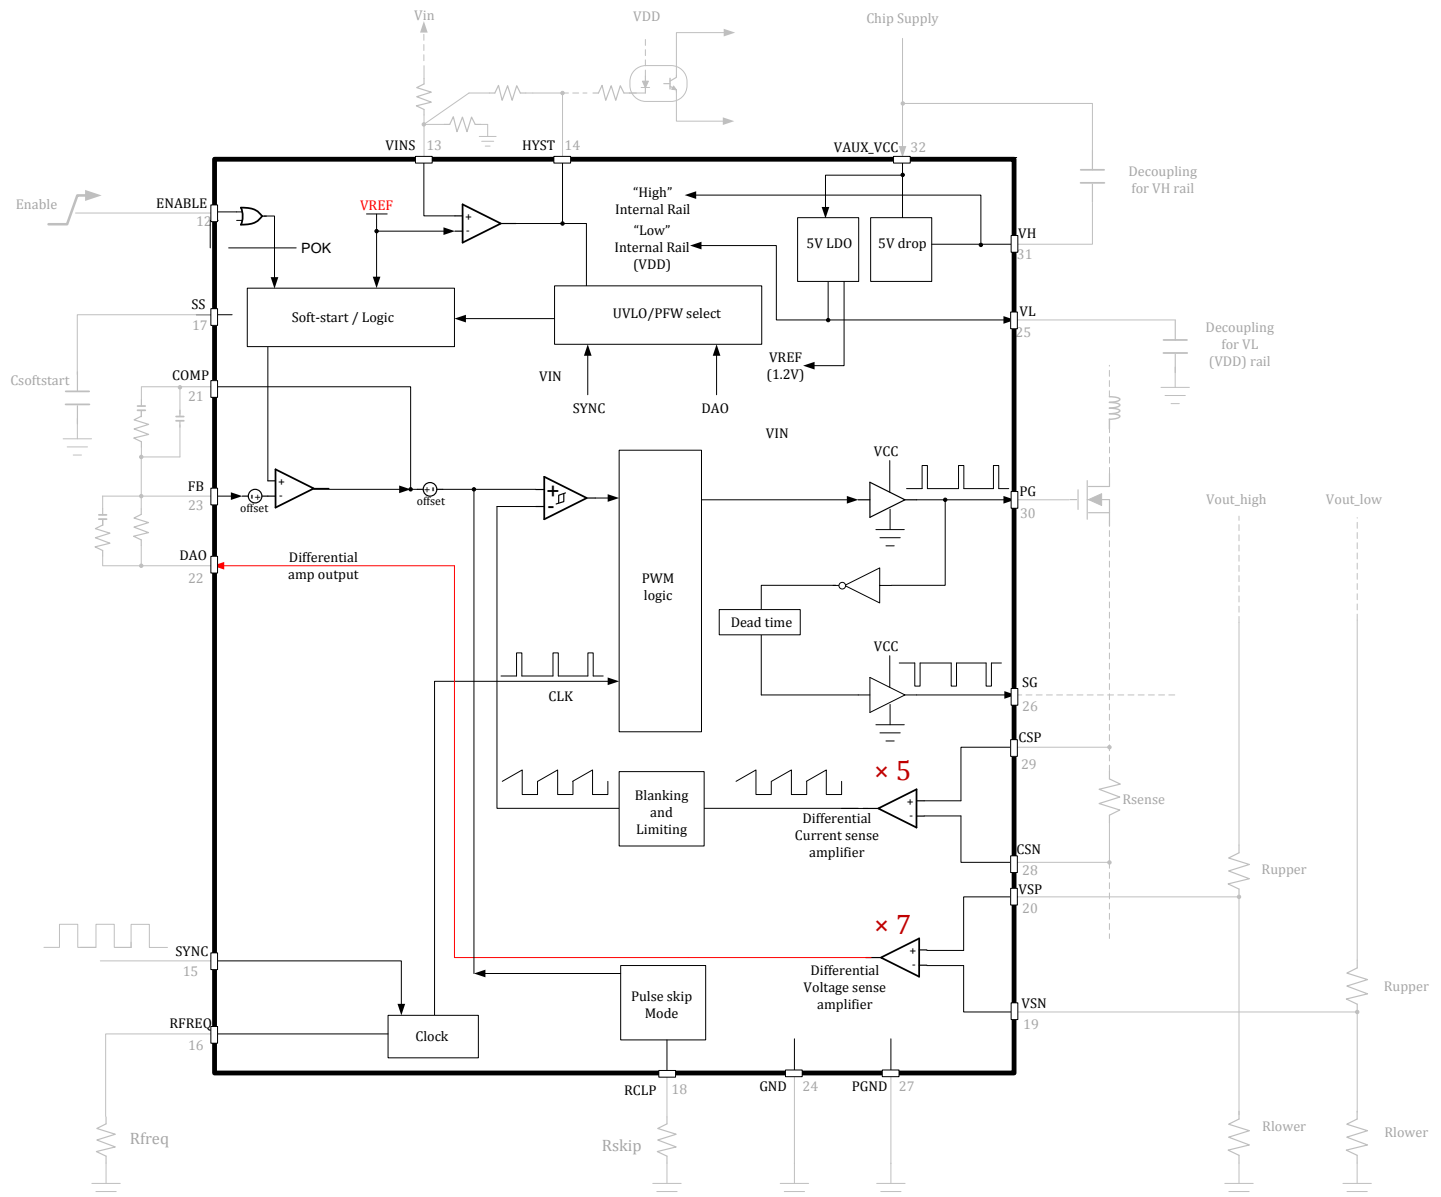 Vin
VDD
Chip Supply
VINS
13
HYST
14
VAUX_VCC
32
Decoupling
for VH rail
Enable
ENABLE
12
VREF
+
-
POK
“High”
Internal Rail
“Low”
Internal Rail
(VDD)
5V LDO
5V drop
VH
31
SS
17
Soft-start / Logic
UVLO/PFW select
VL
25
Decoupling
for VL
(VDD) rail
VREF
(1.2V)
VIN
SYNC
DAO
Csoftstart
COMP
21
VIN
VCC
FB
23
offset
+
-
offset
+
-
PG
30
Vout_high
Vout_low
DAO
22
Differential
amp output
PWM
logic
Dead time
VCC
CLK
SG
26
CSP
29
× 5
Blanking
and
Limiting
+
-
Differential
Current sense
amplifier
Rsense
CSN
28
VSP
20
Rupper
× 7
+
-
Differential
Voltage sense
amplifier
SYNC
15
Pulse skip
Mode
VSN
19
Rupper
RFREQ
16
Clock
RCLP
18
GND
24
PGND
27
Rfreq
Rskip
Rlower
Rlower